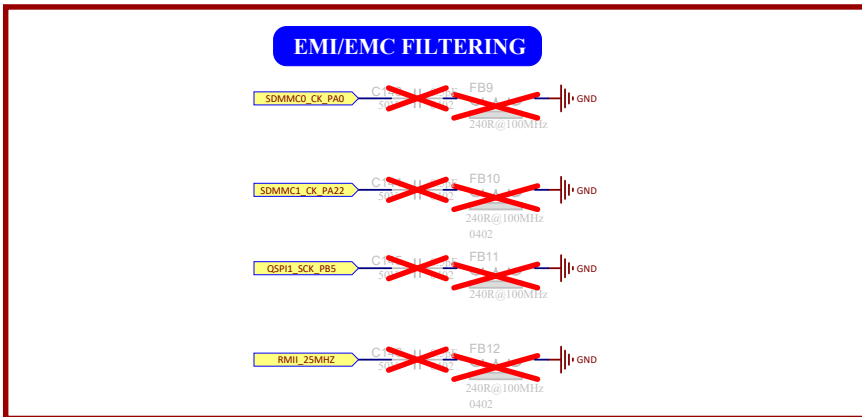 EMI/EMC FILTERING
SDMMC0_CK_PA0
FB9
240R@100MHz
GND
SDMMC1_CK_PA22
FB10
240R@100MHz
0402
GND
QSPI1_SCK_PB5
FB11
240R@100MHz
GND
RMII_25MHZ
FB12
240R@100MHz
0402
GND